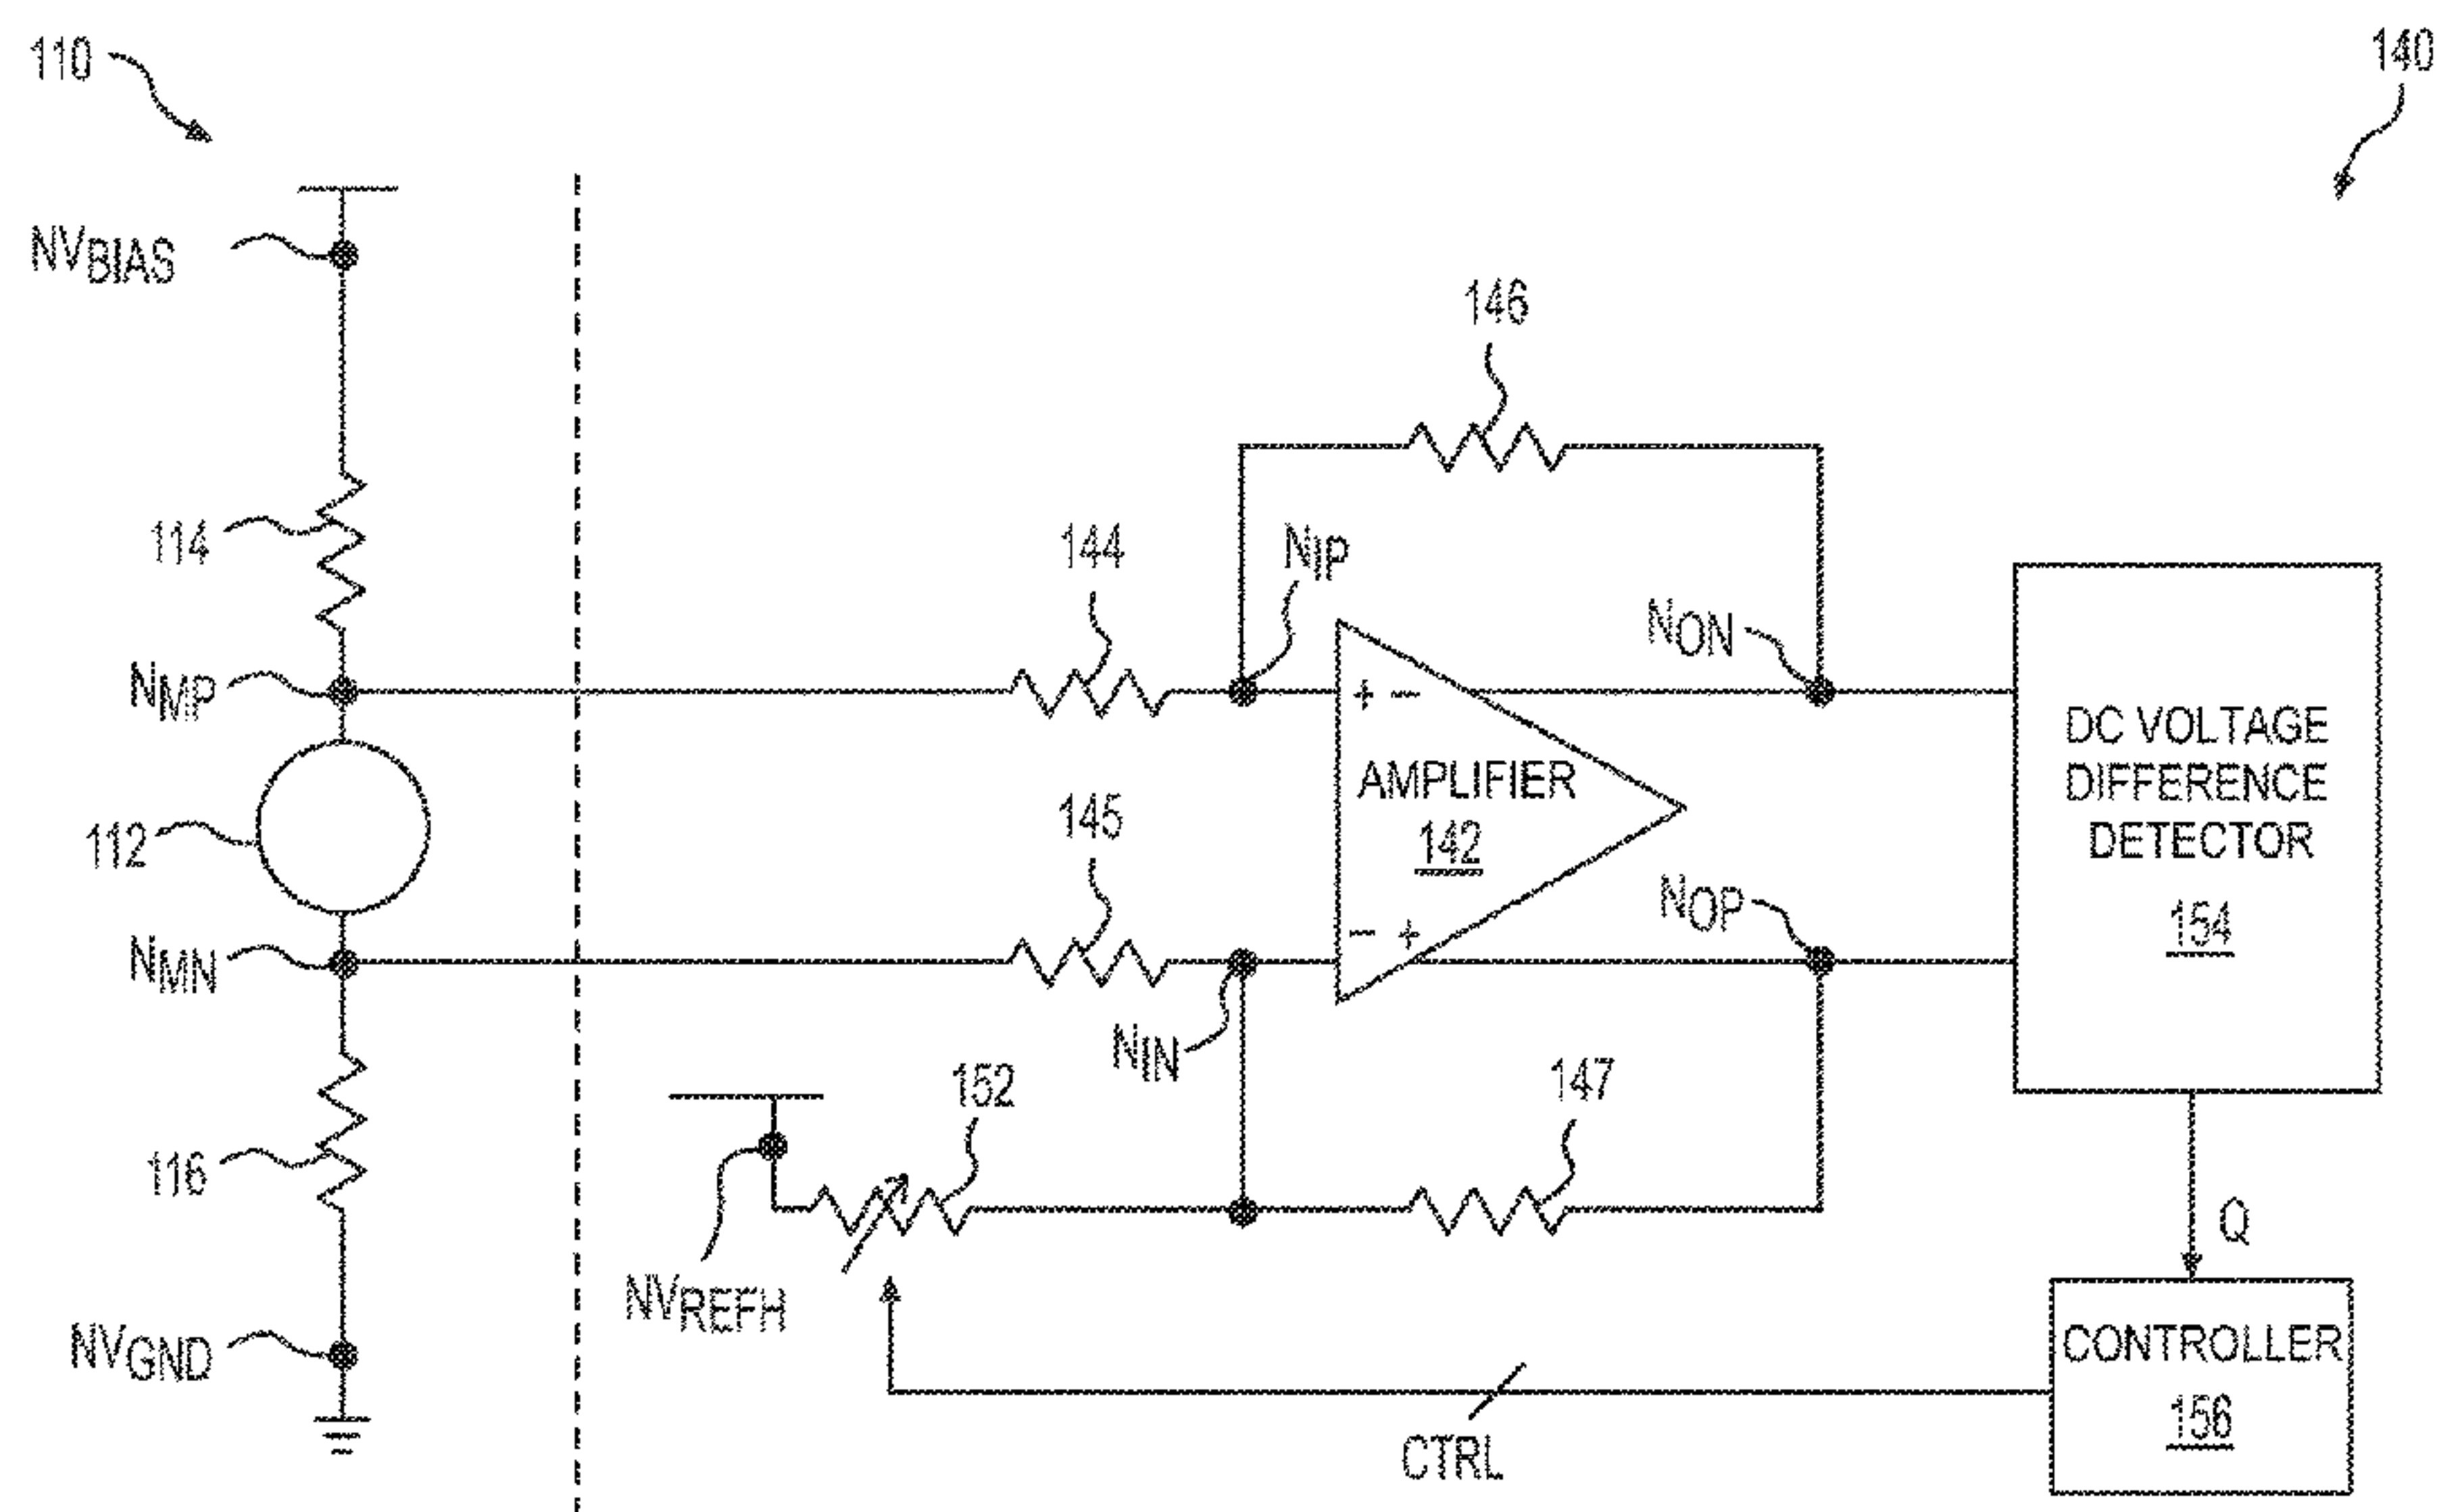 110
140
NVBIAS
146
114
144
NIP
NON
NMP
+ -
DC VOLTAGE
DIFFERENCE
DETECTOR
154
AMPLIFIER
142
112
145
NOP
- +
NMN
NIN
152
147
116
NVREFH
Q
NVGND
CONTROLLER
156
CTRL